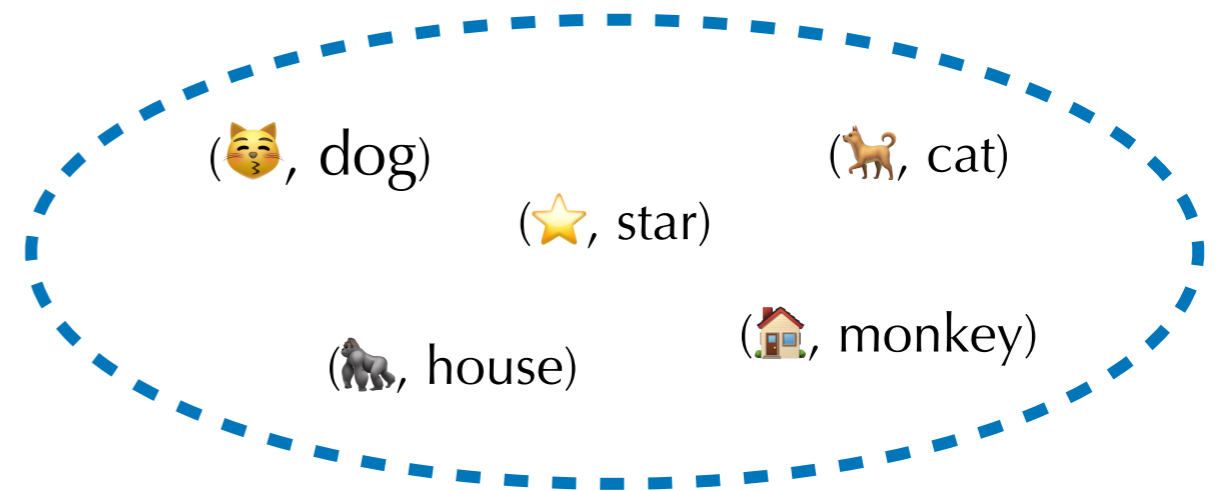 (😽, dog)
(🐕, cat)
(⭐, star)
(🏠, monkey)
(🦍, house)